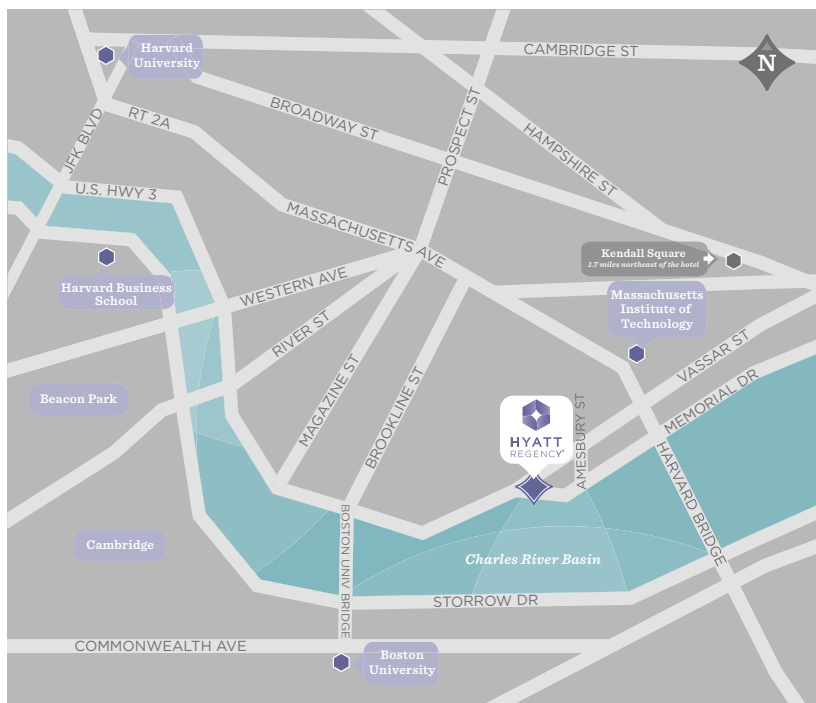 Harvard
University
CAMBRIDGE ST
N
JFK BLVD
RT 2A
BROADWAY ST
PROSPECT ST
HAMPSHIRE ST
U.S. HWY 3
MASSACHUSETTS AVE
Kendall Square
1.7 miles northeast of the hotel
Harvard Business
School
WESTERN AVE
Massachusetts
Institute of
Technology
RIVER ST
VASSAR ST
Beacon Park
MAGAZINE ST
BROOKLINE ST
HYATT
REGENCY
AMESBURY ST
MEMORIAL DR
HARVARD BRIDGE
Cambridge
BOSTON UNIV BRIDGE
Charles River Basin
STORROW DR
COMMONWEALTH AVE
Boston
University